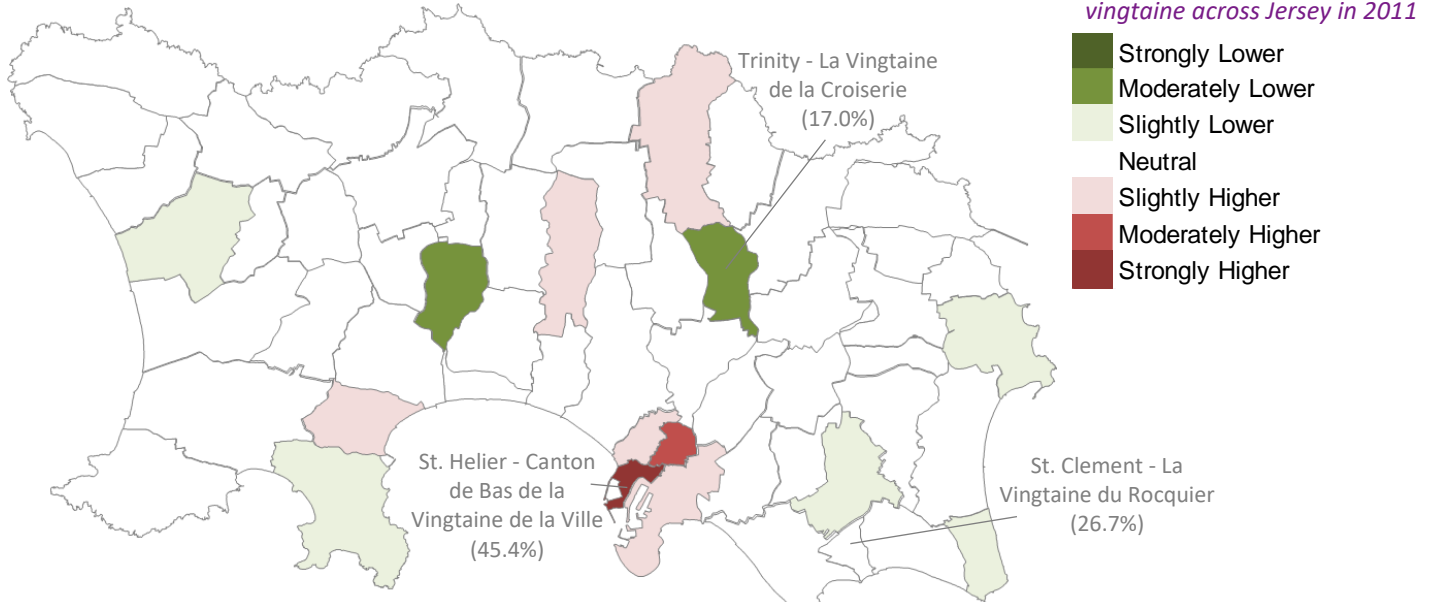 vingtaine across Jersey in 2011
Strongly Lower
Moderately Lower
Slightly Lower
Neutral
Slightly Higher
Moderately Higher
Strongly Higher
Trinity - La Vingtaine
de la Croiserie
(17.0%)
St. Helier - Canton
de Bas de la
Vingtaine de la Ville
(45.4%)
St. Clement - La
Vingtaine du Rocquier
(26.7%)